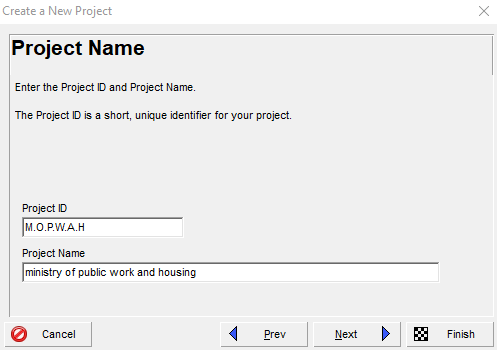 Create a New Project
Project Name
Enter the Project ID and Project Name.
The Project ID is a short, unique identifier for your project.
Project ID
M.O.P.W.A.H
Project Name
ministry of public work and housing
Cancel
Prev
Next
Finish